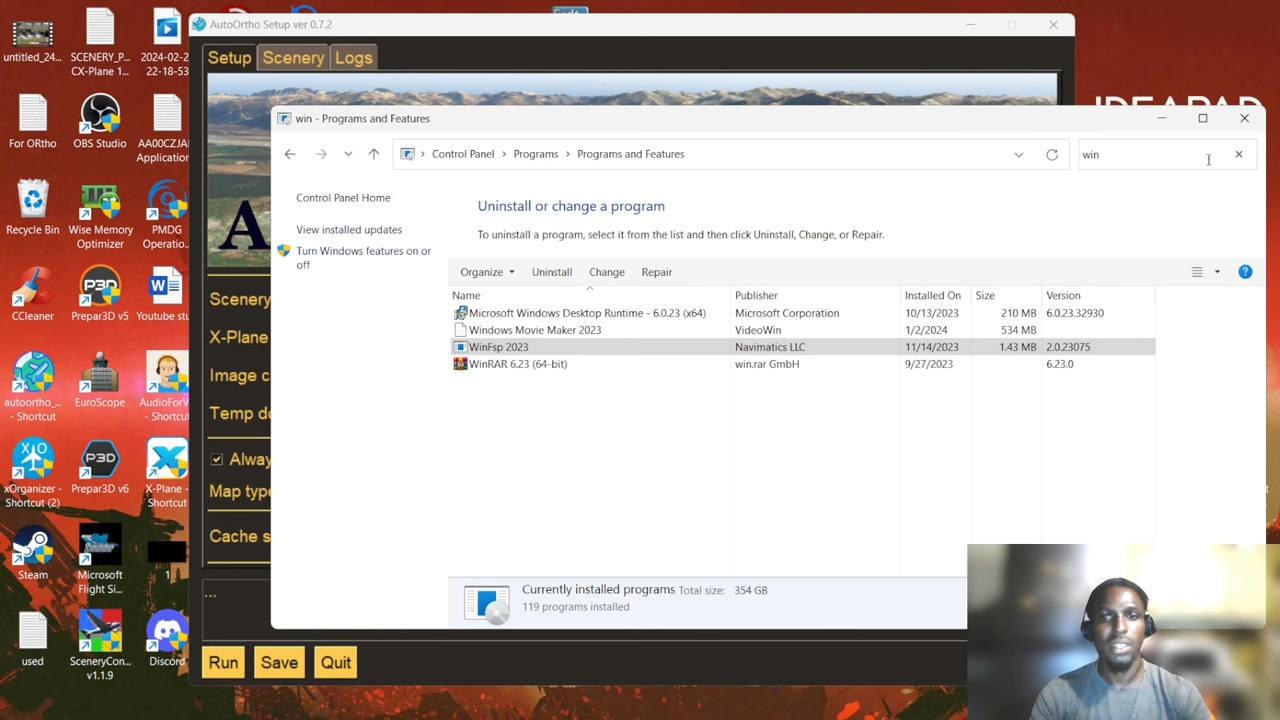 untitled_24...
SCENERY_P...
CX-Plane 1...
2024-02-2
22-18-53
For ORtho
OBS Studio
AA00CZJA
Application
Recycle Bin
Wise Memory
Optimizer
PMDG
Operatio...
CCleaner
Prepar3D v5
Youtube stu
autoortho_...
- Shortcut
EuroScope
AudioForV
- Shortcut
xOrganizer -
Shortcut (2)
Prepar3D v6
X-Plane -
Shortcut
Steam
Microsoft
Flight Si...
1
used
SceneryCon...
v1.1.9
Discord
P3D
P3D
IDEAPAD
AutoOrtho Setup ver 0.7.2
Setup
Scenery
Logs
A
Scenery
X-Plane
Image c
Temp do
Alway
Map type
Cache s
...
Run
Save
Quit
win - Programs and Features
Control Panel
Programs
Programs and Features
win
Control Panel Home
View installed updates
Turn Windows features on or
off
Uninstall or change a program
To uninstall a program, select it from the list and then click Uninstall, Change, or Repair.
Organize
Uninstall
Change
Repair
Name Publisher Installed On Size Version
Microsoft Windows Desktop Runtime - 6.0.23 (x64) Microsoft Corporation 10/13/2023 210 MB 6.0.23.32930
Windows Movie Maker 2023 VideoWin 1/2/2024 534 MB
WinFsp 2023 Navimatics LLC 11/14/2023 1.43 MB 2.0.23075
WinRAR 6.23 (64-bit) win.rar GmbH 9/27/2023 6.23.0
Currently installed programs Total size: 354 GB
119 programs installed